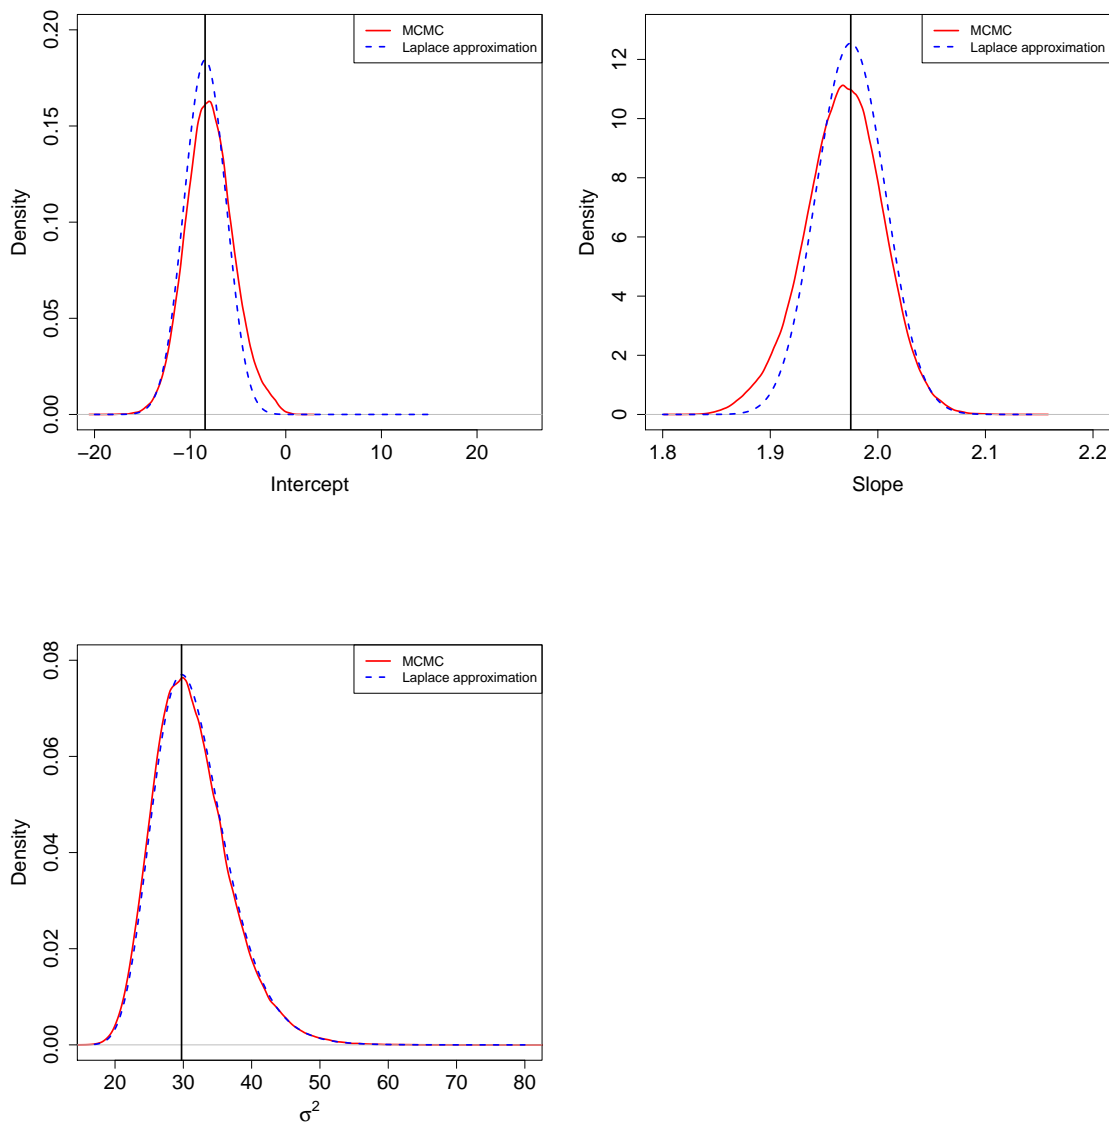 MCMC
Laplace approximation
0.00 0.05 0.10 0.15 0.20
Density
−20 −10 0 10 20
Intercept
MCMC
Laplace approximation
0 2 4 6 8 10 12
Density
1.8 1.9 2.0 2.1 2.2
Slope
MCMC
Laplace approximation
0.00 0.02 0.04 0.06 0.08
Density
20 30 40 50 60 70 80
σ²